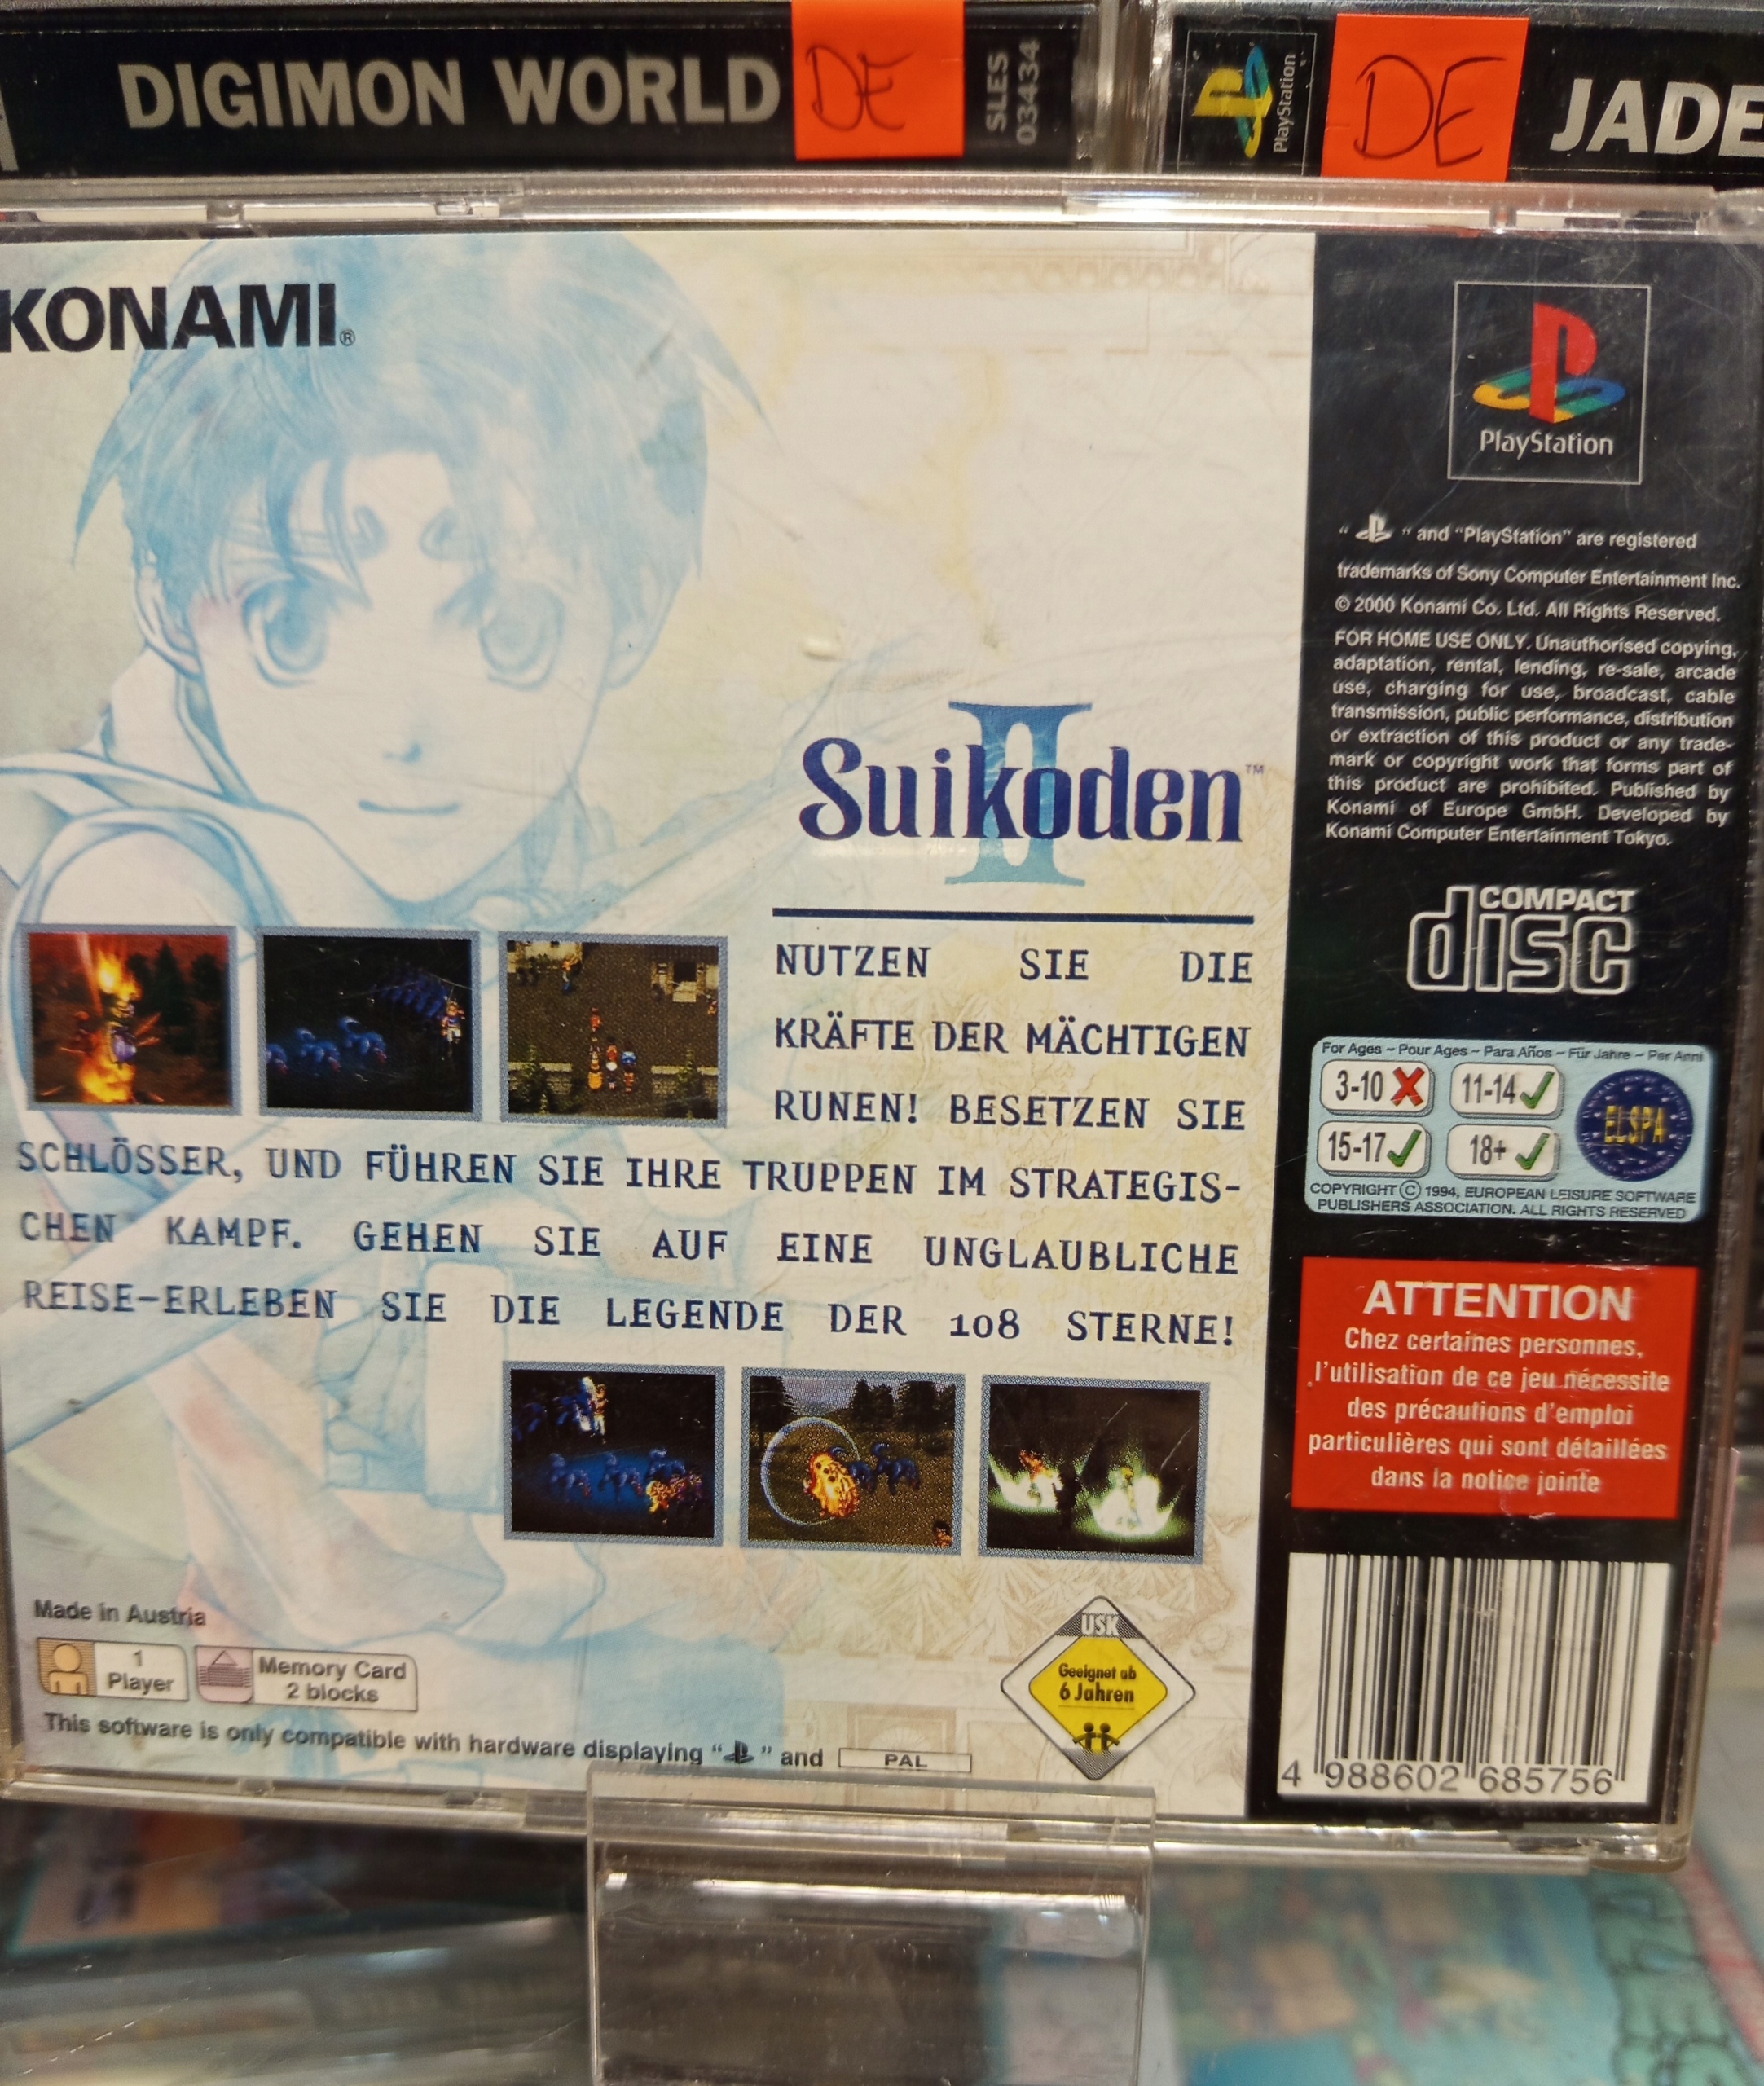 DIGIMON WORLD
DE
SLES
03434
PlayStation
DE
JADE
KONAMI®
Suikoden™
II
NUTZEN SIE DIE
KRÄFTE DER MÄCHTIGEN
RUNEN! BESETZEN SIE
SCHLÖSSER, UND FÜHREN SIE IHRE TRUPPEN IM STRATEGIS-
CHEN KAMPF. GEHEN SIE AUF EINE UNGLAUBLICHE
REISE-ERLEBEN SIE DIE LEGENDE DER 108 STERNE!
Made in Austria
1
Player
Memory Card
2 blocks
This software is only compatible with hardware displaying " " and PAL
USK
Geeignet ab
6 Jahren
PlayStation
" " and "PlayStation" are registered
trademarks of Sony Computer Entertainment Inc.
© 2000 Konami Co. Ltd. All Rights Reserved.
FOR HOME USE ONLY. Unauthorised copying,
adaptation, rental, lending, re-sale, arcade
use, charging for use, broadcast, cable
transmission, public performance, distribution
or extraction of this product or any trade-
mark or copyright work that forms part of
this product are prohibited. Published by
Konami of Europe GmbH. Developed by
Konami Computer Entertainment Tokyo.
COMPACT
disc
For Ages – Pour Ages – Para Años – Für Jahre – Per Anni
3-10 11-14
15-17 18+
ELSPA
COPYRIGHT © 1994, EUROPEAN LEISURE SOFTWARE
PUBLISHERS ASSOCIATION. ALL RIGHTS RESERVED
ATTENTION
Chez certaines personnes,
l'utilisation de ce jeu nécessite
des précautions d'emploi
particulières qui sont détaillées
dans la notice jointe
4 988602 685756